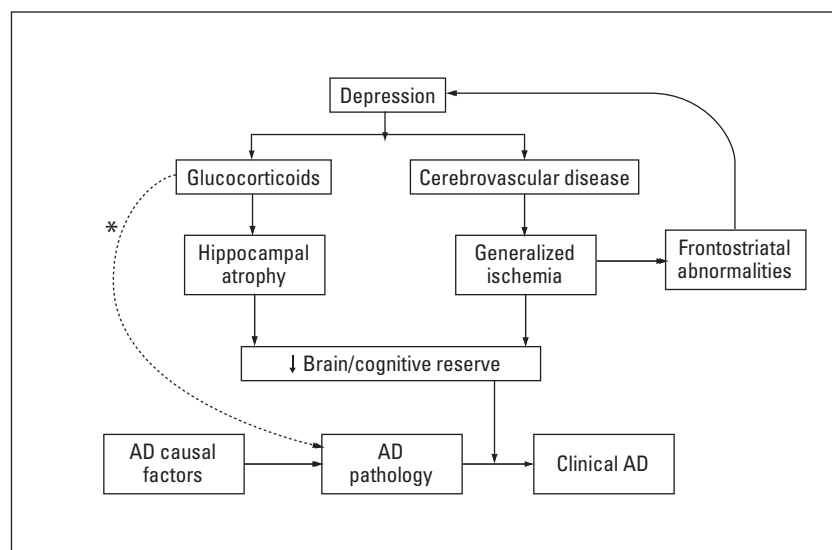 Depression
Glucocorticoids
Cerebrovascular disease
*
Hippocampal
atrophy
Generalized
ischemia
Frontostriatal
abnormalities
↓ Brain/cognitive reserve
AD causal
factors
AD
pathology
Clinical AD